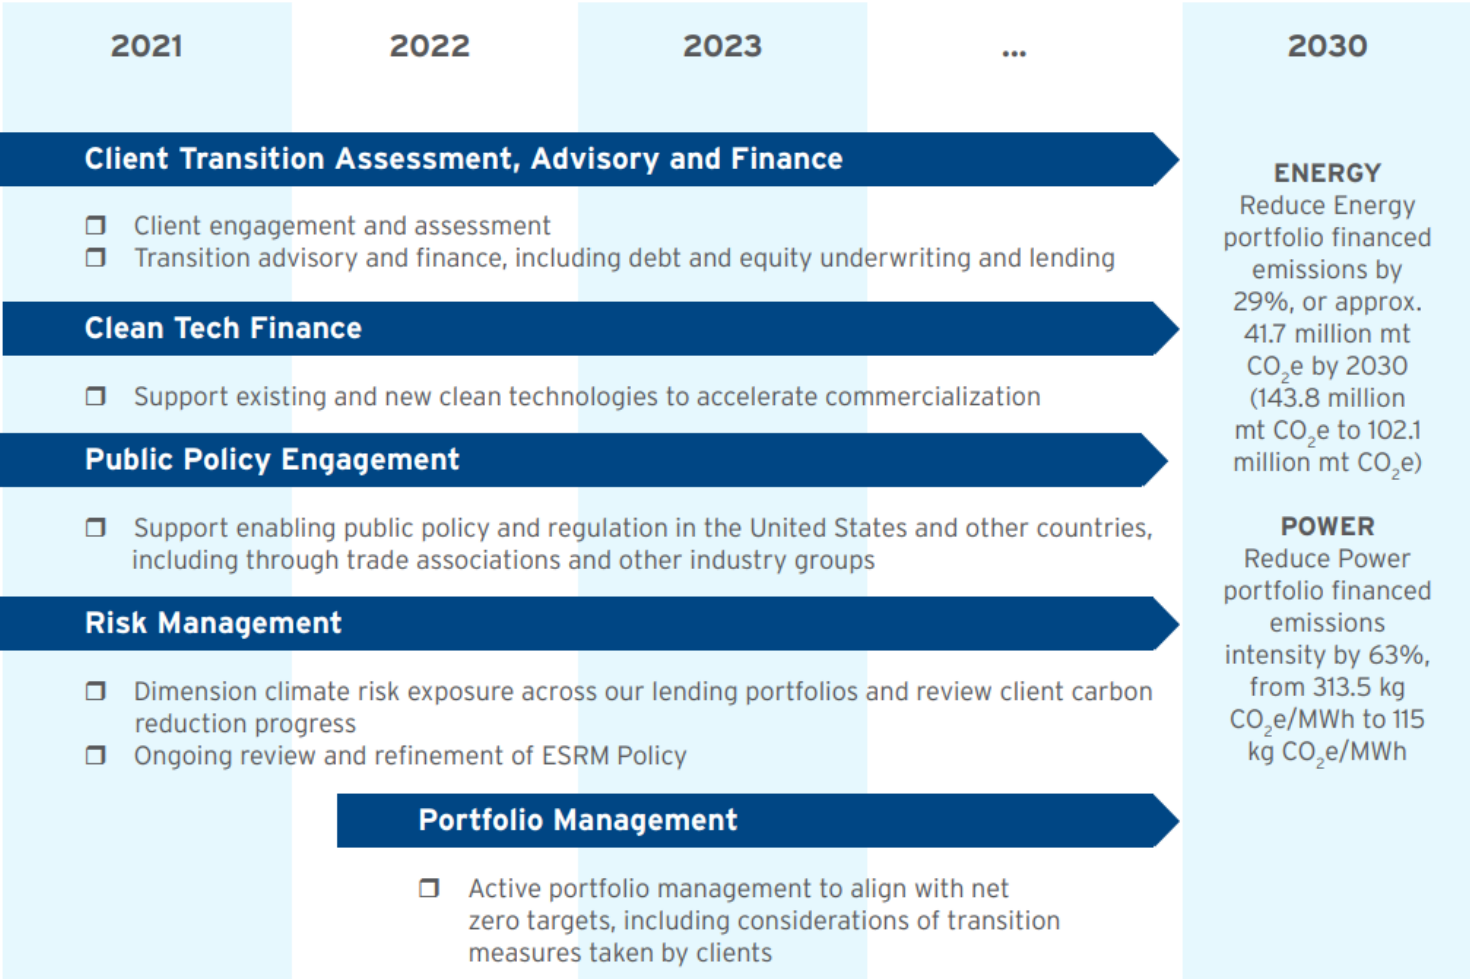 2021 2022 2023 ... 2030
Client Transition Assessment, Advisory and Finance
Client engagement and assessment
Transition advisory and finance, including debt and equity underwriting and lending
Clean Tech Finance
Support existing and new clean technologies to accelerate commercialization
Public Policy Engagement
Support enabling public policy and regulation in the United States and other countries,
including through trade associations and other industry groups
Risk Management
Dimension climate risk exposure across our lending portfolios and review client carbon
reduction progress
Ongoing review and refinement of ESRM Policy
Portfolio Management
Active portfolio management to align with net
zero targets, including considerations of transition
measures taken by clients
ENERGY
Reduce Energy
portfolio financed
emissions by
29%, or approx.
41.7 million mt
CO₂e by 2030
(143.8 million
mt CO₂e to 102.1
million mt CO₂e)
POWER
Reduce Power
portfolio financed
emissions
intensity by 63%,
from 313.5 kg
CO₂e/MWh to 115
kg CO₂e/MWh